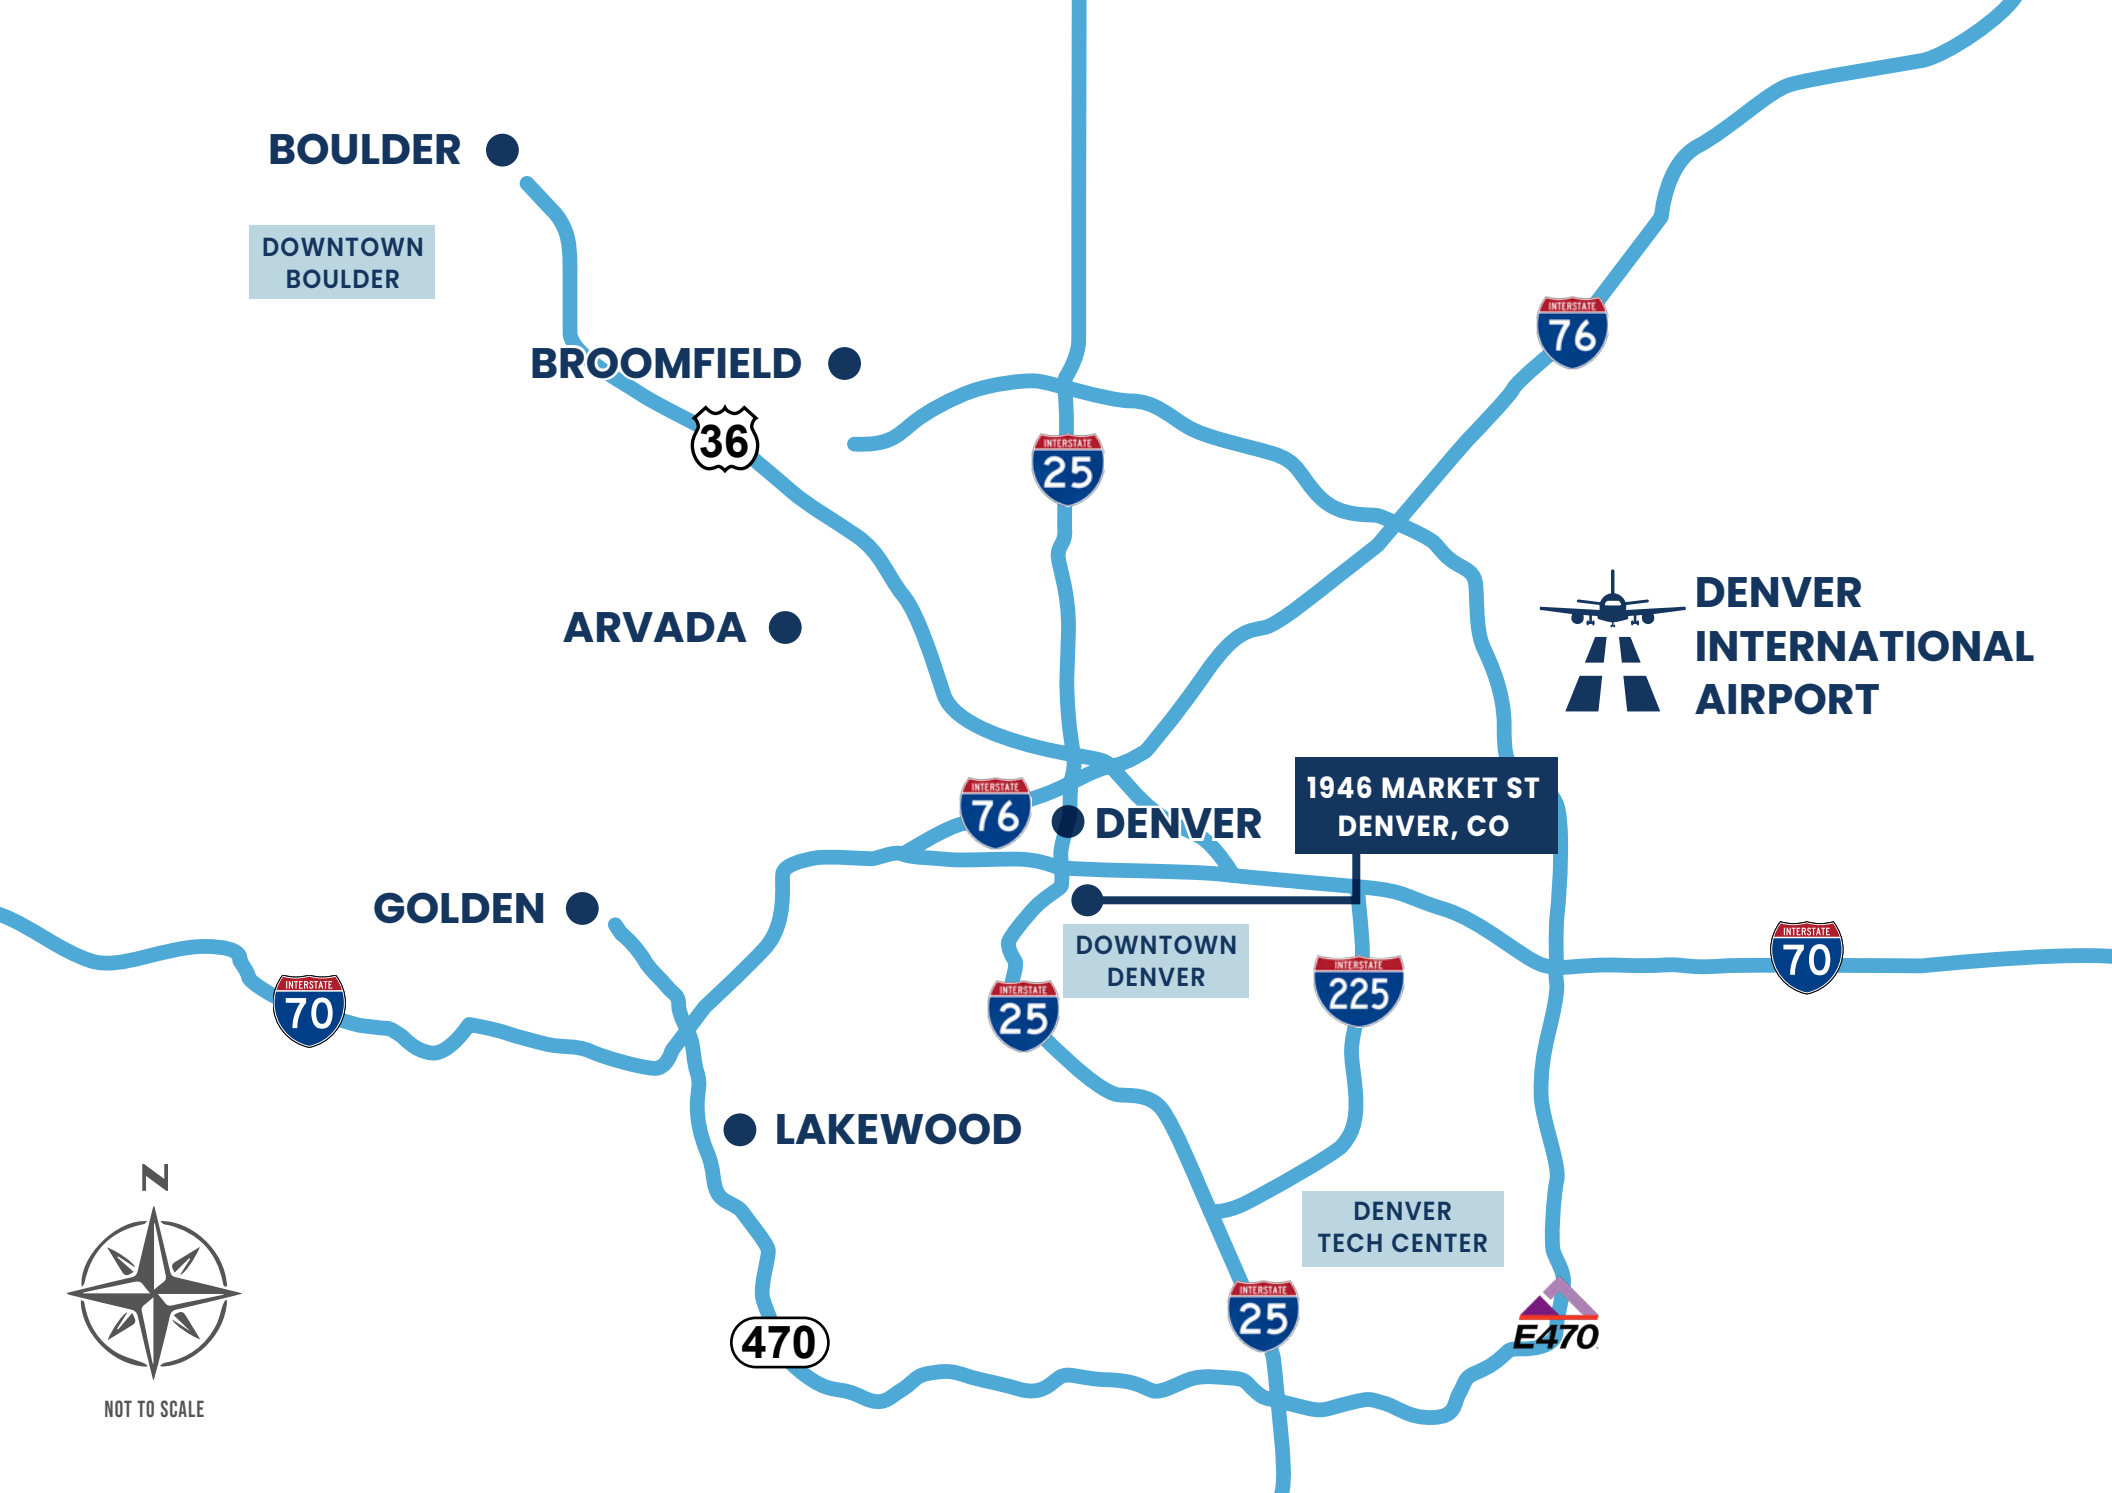 BOULDER
DOWNTOWN
BOULDER
INTERSTATE
76
BROOMFIELD
36
INTERSTATE
25
ARVADA
DENVER
INTERNATIONAL
AIRPORT
INTERSTATE
76
DENVER
1946 MARKET ST
DENVER, CO
GOLDEN
DOWNTOWN
DENVER
INTERSTATE
70
INTERSTATE
25
INTERSTATE
225
INTERSTATE
70
LAKEWOOD
N
DENVER
TECH CENTER
INTERSTATE
25
E470
470
NOT TO SCALE